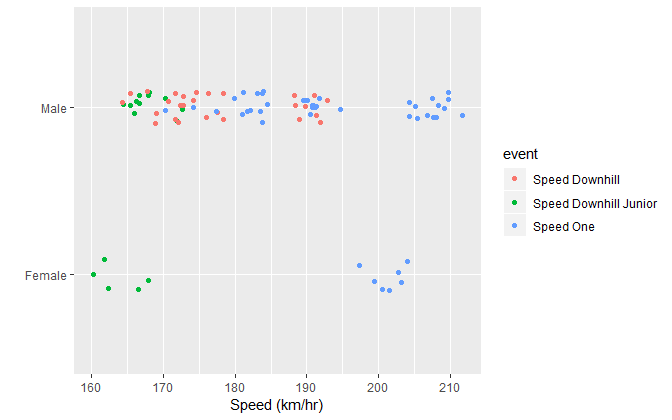 Male
Female
160 170 180 190 200 210
Speed (km/hr)
event
Speed Downhill
Speed Downhill Junior
Speed One